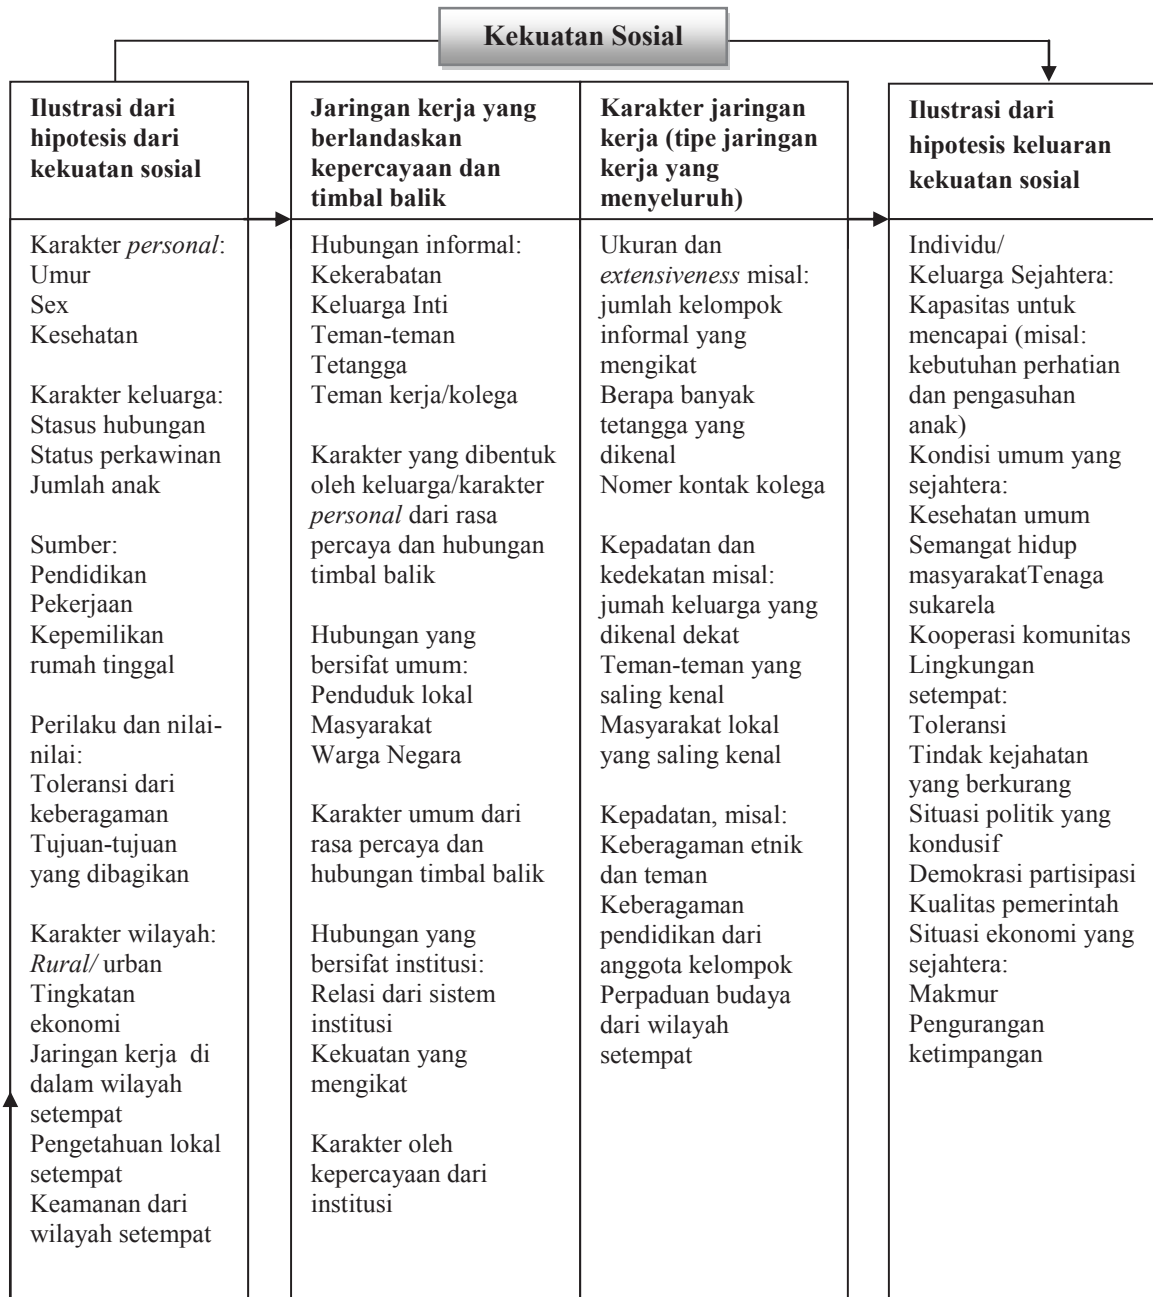 Kekuatan Sosial
Ilustrasi dari
hipotesis dari
kekuatan sosial
Karakter personal:
Umur
Sex
Kesehatan
Karakter keluarga:
Stasus hubungan
Status perkawinan
Jumlah anak
Sumber:
Pendidikan
Pekerjaan
Kepemilikan
rumah tinggal
Perilaku dan nilai-
nilai:
Toleransi dari
keberagaman
Tujuan-tujuan
yang dibagikan
Karakter wilayah:
Rural/ urban
Tingkatan
ekonomi
Jaringan kerja di
dalam wilayah
setempat
Pengetahuan lokal
setempat
Keamanan dari
wilayah setempat
Jaringan kerja yang
berlandaskan
kepercayaan dan
timbal balik
Hubungan informal:
Kekerabatan
Keluarga Inti
Teman-teman
Tetangga
Teman kerja/kolega
Karakter yang dibentuk
oleh keluarga/karakter
personal dari rasa
percaya dan hubungan
timbal balik
Hubungan yang
bersifat umum:
Penduduk lokal
Masyarakat
Warga Negara
Karakter umum dari
rasa percaya dan
hubungan timbal balik
Hubungan yang
bersifat institusi:
Relasi dari sistem
institusi
Kekuatan yang
mengikat
Karakter oleh
kepercayaan dari
institusi
Karakter jaringan
kerja (tipe jaringan
kerja yang
menyeluruh)
Ukuran dan
extensiveness misal:
jumlah kelompok
informal yang
mengikat
Berapa banyak
tetangga yang
dikenal
Nomer kontak kolega
Kepadatan dan
kedekatan misal:
jumah keluarga yang
dikenal dekat
Teman-teman yang
saling kenal
Masyarakat lokal
yang saling kenal
Kepadatan, misal:
Keberagaman etnik
dan teman
Keberagaman
pendidikan dari
anggota kelompok
Perpaduan budaya
dari wilayah
setempat
Ilustrasi dari
hipotesis keluaran
kekuatan sosial
Individu/
Keluarga Sejahtera:
Kapasitas untuk
mencapai (misal:
kebutuhan perhatian
dan pengasuhan
anak)
Kondisi umum yang
sejahtera:
Kesehatan umum
Semangat hidup
masyarakatTenaga
sukarela
Kooperasi komunitas
Lingkungan
setempat:
Toleransi
Tindak kejahatan
yang berkurang
Situasi politik yang
kondusif
Demokrasi partisipasi
Kualitas pemerintah
Situasi ekonomi yang
sejahtera:
Makmur
Pengurangan
ketimpangan